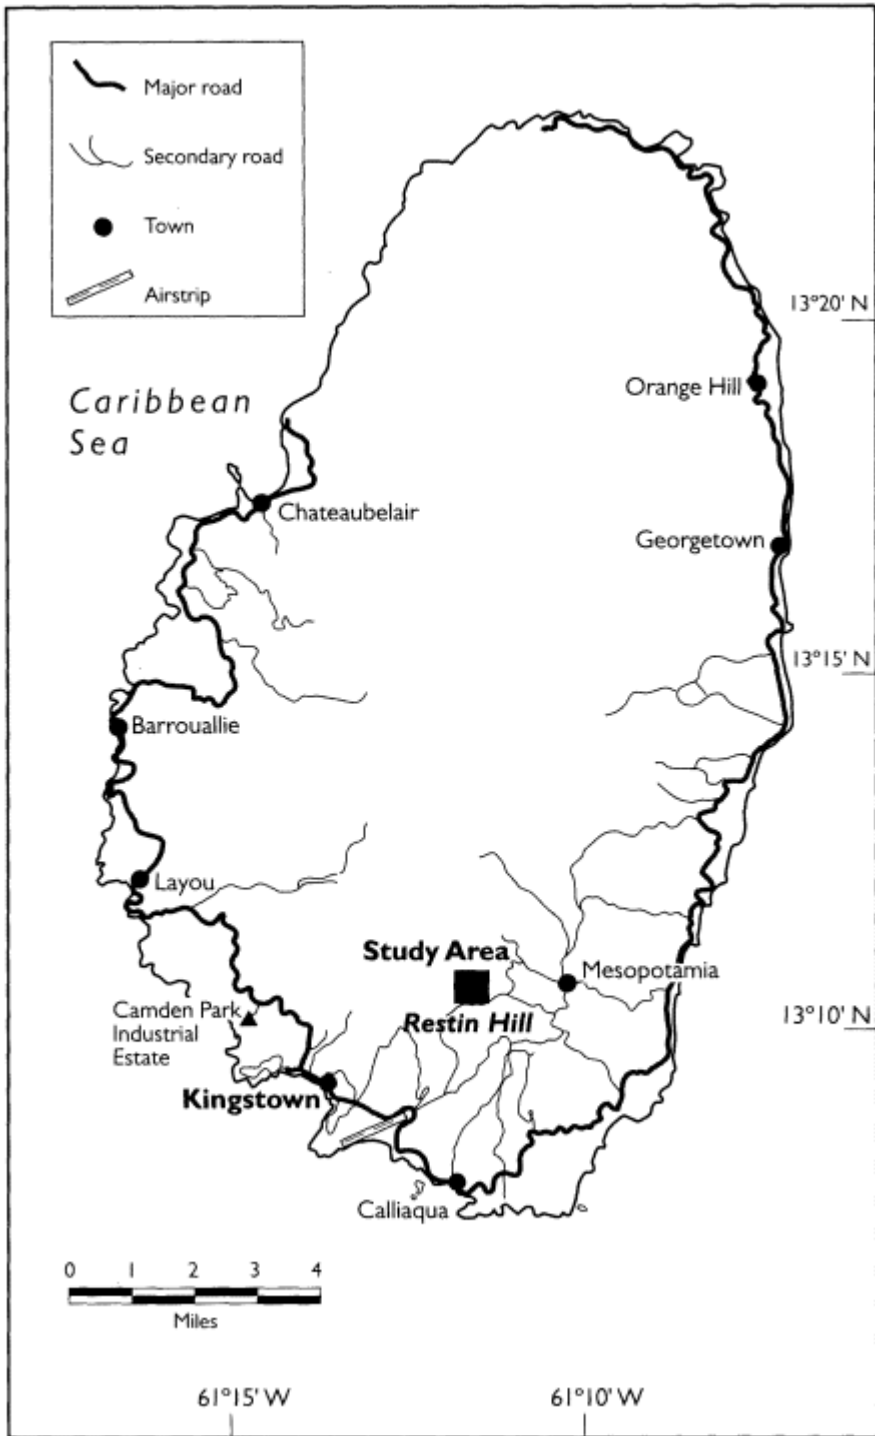 Major road
Secondary road
Town
Airstrip
13°20' N
Orange Hill
Caribbean
Sea
Chateaubelair
Georgetown
13°15' N
Barrouallie
Layou
Study Area
Mesopotamia
Restin Hill
Camden Park
Industrial
Estate
13°10' N
Kingstown
Calliaqua
0 1 2 3 4
Miles
61°15' W
61°10' W